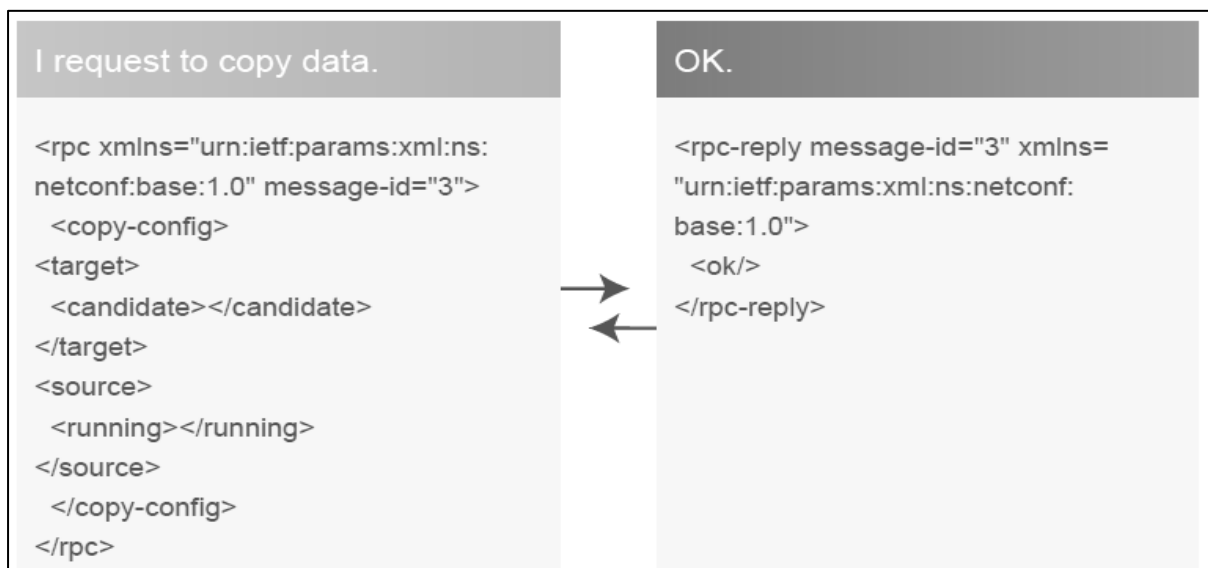 I request to copy data.
<rpc xmlns="urn:ietf:params:xml:ns:
netconf:base:1.0" message-id="3">
<copy-config>
<target>
<candidate></candidate>
</target>
<source>
<running></running>
</source>
</copy-config>
</rpc>
OK.
<rpc-reply message-id="3" xmlns=
"urn:ietf:params:xml:ns:netconf:
base:1.0">
<ok/>
</rpc-reply>